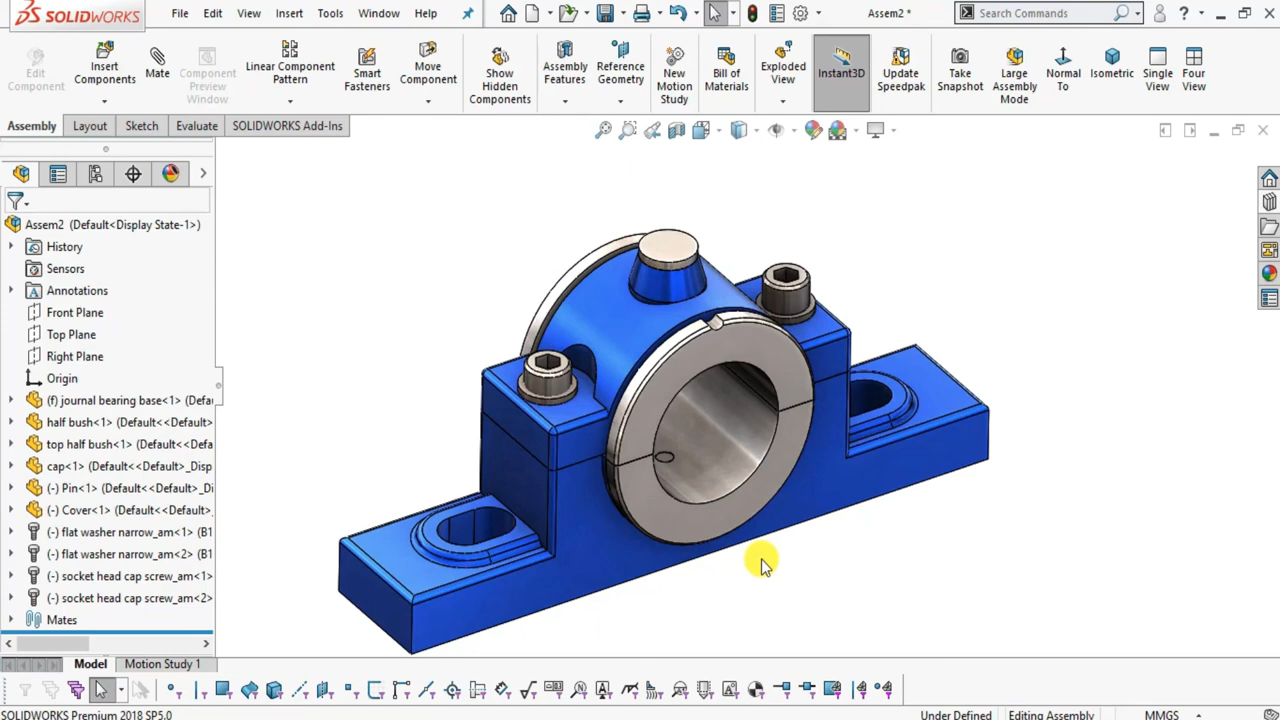 SOLIDWORKS
File Edit View Insert Tools Window Help
Assem2 *
Search Commands
Edit Component
Insert Components
Mate
Component Preview Window
Linear Component Pattern
Smart Fasteners
Move Component
Show Hidden Components
Assembly Features
Reference Geometry
New Motion Study
Bill of Materials
Exploded View
Instant3D
Update Speedpak
Take Snapshot
Large Assembly Mode
Normal To
Isometric
Single View
Four View
Assembly Layout Sketch Evaluate SOLIDWORKS Add-Ins
Assem2 (Default<Display State-1>)
History
Sensors
Annotations
Front Plane
Top Plane
Right Plane
Origin
(f) journal bearing base<1> (Defau
half bush<1> (Default<<Default>_
top half bush<1> (Default<<Defa
cap<1> (Default<<Default>_Disp
(-) Pin<1> (Default<<Default>_Di
(-) Cover<1> (Default<<Default>.
(-) flat washer narrow_am<1> (B1
(-) flat washer narrow_am<2> (B1
(-) socket head cap screw_am<1>
(-) socket head cap screw_am<2>
Mates
Model Motion Study 1
SOLIDWORKS Premium 2018 SP5.0
Under Defined Editing Assembly MMGS